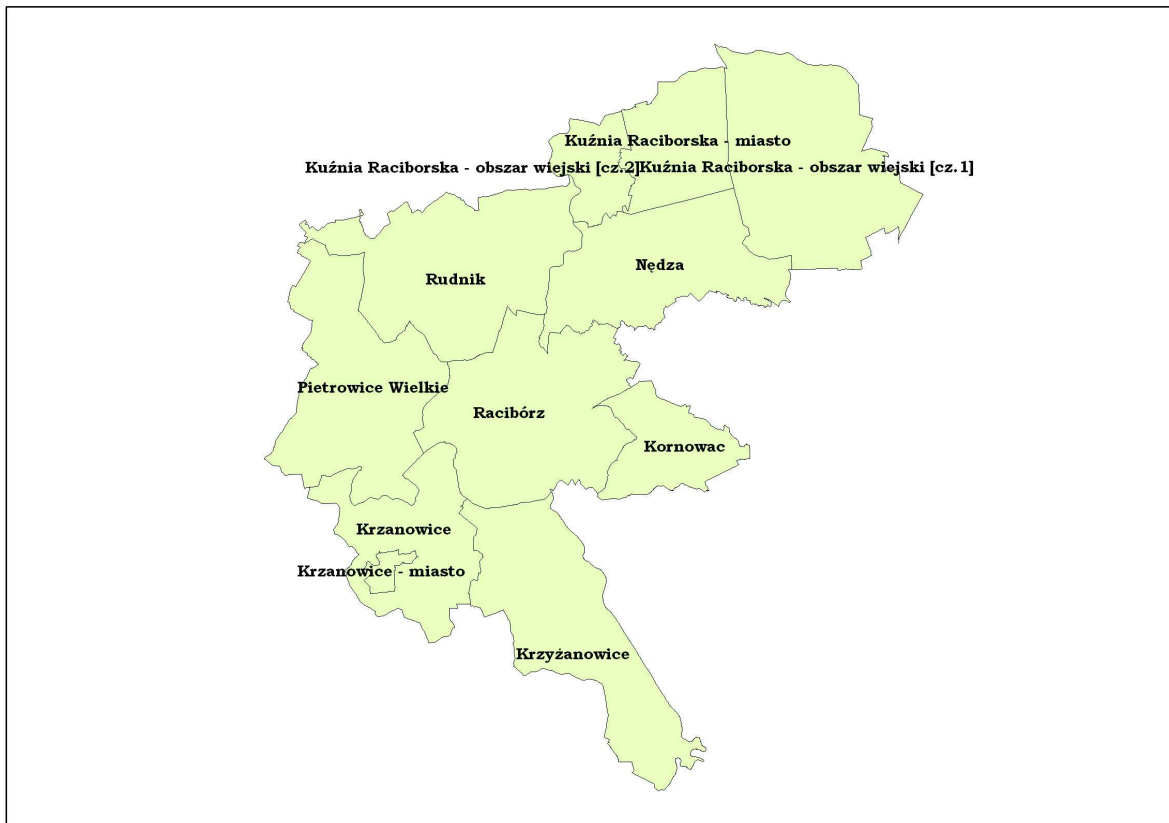 Kuźnia Raciborska - miasto
Kuźnia Raciborska - obszar wiejski [cz.2]
Kuźnia Raciborska - obszar wiejski [cz.1]
Nędza
Rudnik
Pietrowice Wielkie
Racibórz
Kornowac
Krzanowice
Krzanowice - miasto
Krzyżanowice